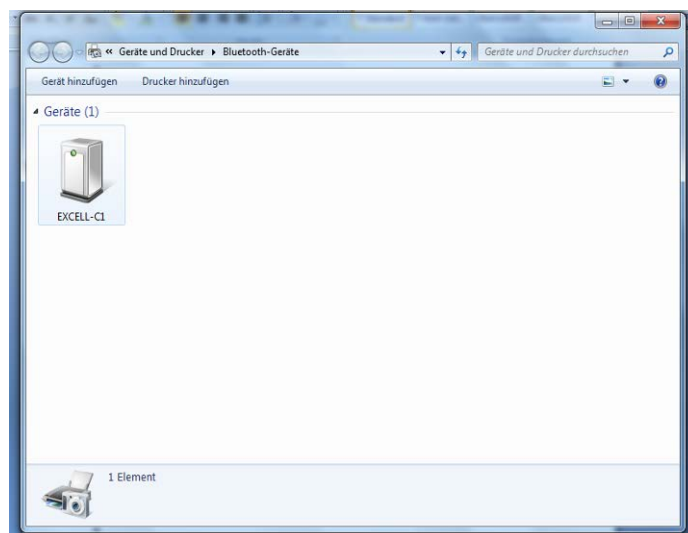 « Geräte und Drucker Bluetooth-Geräte
Geräte und Drucker durchsuchen
Gerät hinzufügen Drucker hinzufügen
Geräte (1)
EXCELL-C1
1 Element